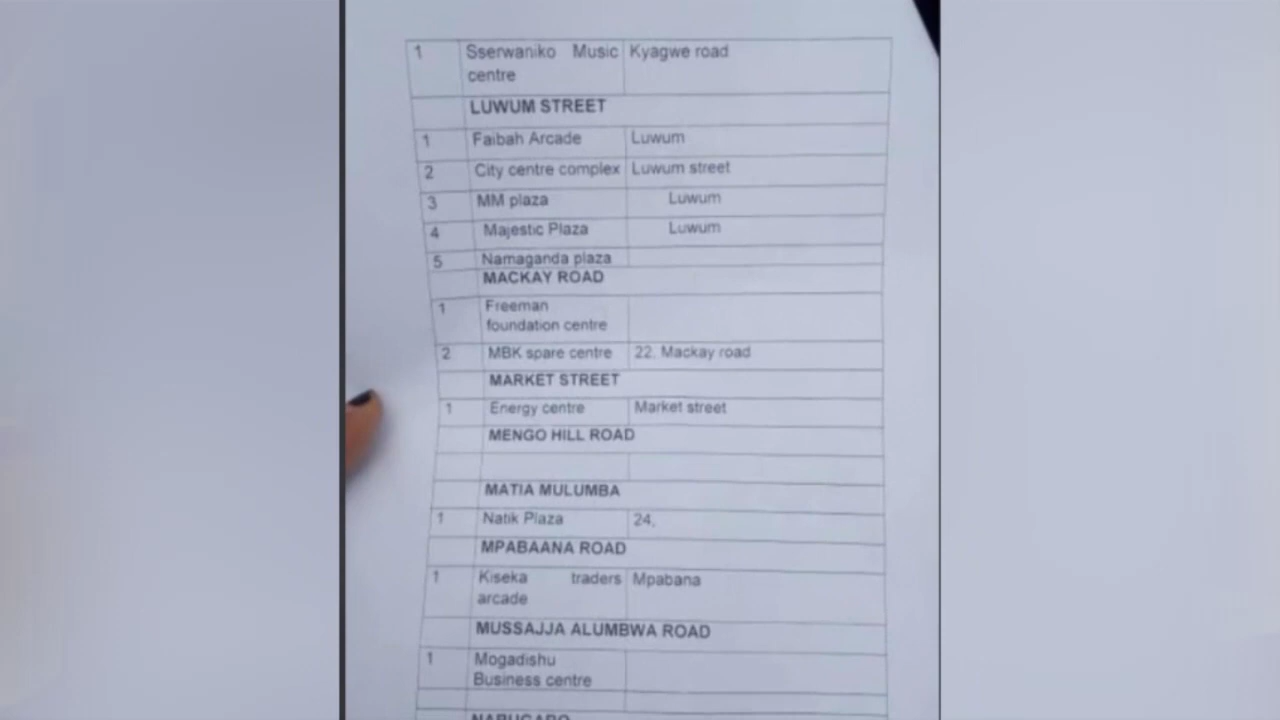 1 Sserwaniko Music Kyagwe road
centre
LUWUM STREET
1 Faibah Arcade Luwum
2 City centre complex Luwum street
3 MM plaza Luwum
4 Majestic Plaza Luwum
5 Namaganda plaza
MACKAY ROAD
1 Freeman
foundation centre
2 MBK spare centre 22. Mackay road
MARKET STREET
1 Energy centre Market street
MENGO HILL ROAD
MATIA MULUMBA
1 Natik Plaza 24,
MPABAANA ROAD
1 Kiseka traders Mpabana
arcade
MUSSAJJA ALUMBWA ROAD
1 Mogadishu
Business centre